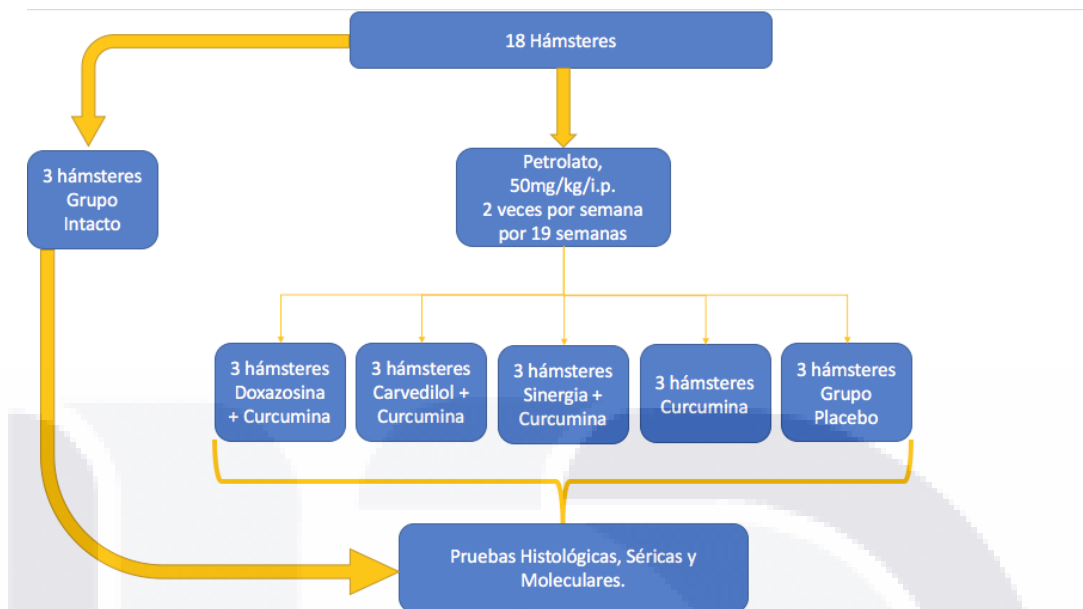 18 Hámsteres
3 hámsteres
Grupo
Intacto
Petrolato,
50mg/kg/i.p.
2 veces por semana
por 19 semanas
3 hámsteres
Doxazosina
+ Curcumina
3 hámsteres
Carvedilol +
Curcumina
3 hámsteres
Sinergia +
Curcumina
3 hámsteres
Curcumina
3 hámsteres
Grupo
Placebo
Pruebas Histológicas, Séricas y
Moleculares.